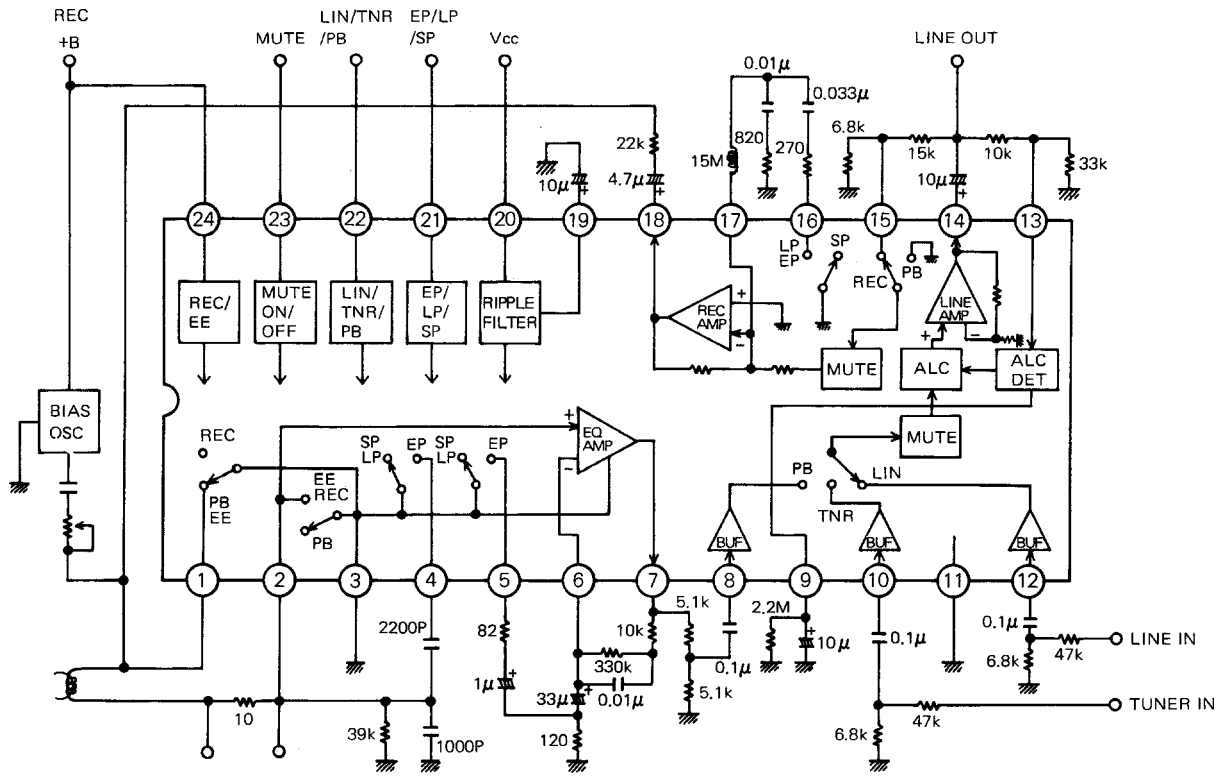 REC
+B
MUTE
LIN/TNR
/PB
EP/LP
/SP
Vcc
LINE OUT
0.01μ
0.033μ
6.8k
15k
10k
33k
22k
820
270
15M
10μ
+
4.7μ
+
10μ
+
24
23
22
21
20
19
18
17
16
15
14
13
REC/
EE
MUTE
ON/
OFF
LIN/
TNR/
PB
EP/
LP/
SP
RIPPLE
FILTER
REC
AMP
+
−
LP
EP
SP
REC
PB
LINE
AMP
+
−
MUTE
ALC
ALC
DET
MUTE
BIAS
OSC
REC
PB
EE
EE
REC
PB
SP
LP
EP
SP
LP
EP
EQ
AMP
+
−
PB
TNR
LIN
BUF
BUF
BUF
1
2
3
4
5
6
7
8
9
10
11
12
2200P
82
10k
5.1k
330k
0.1μ
2.2M
+
10μ
0.1μ
0.1μ
6.8k
47k
LINE IN
1μ
+
33μ
+
0.01μ
5.1k
10
39k
1000P
120
6.8k
47k
TUNER IN